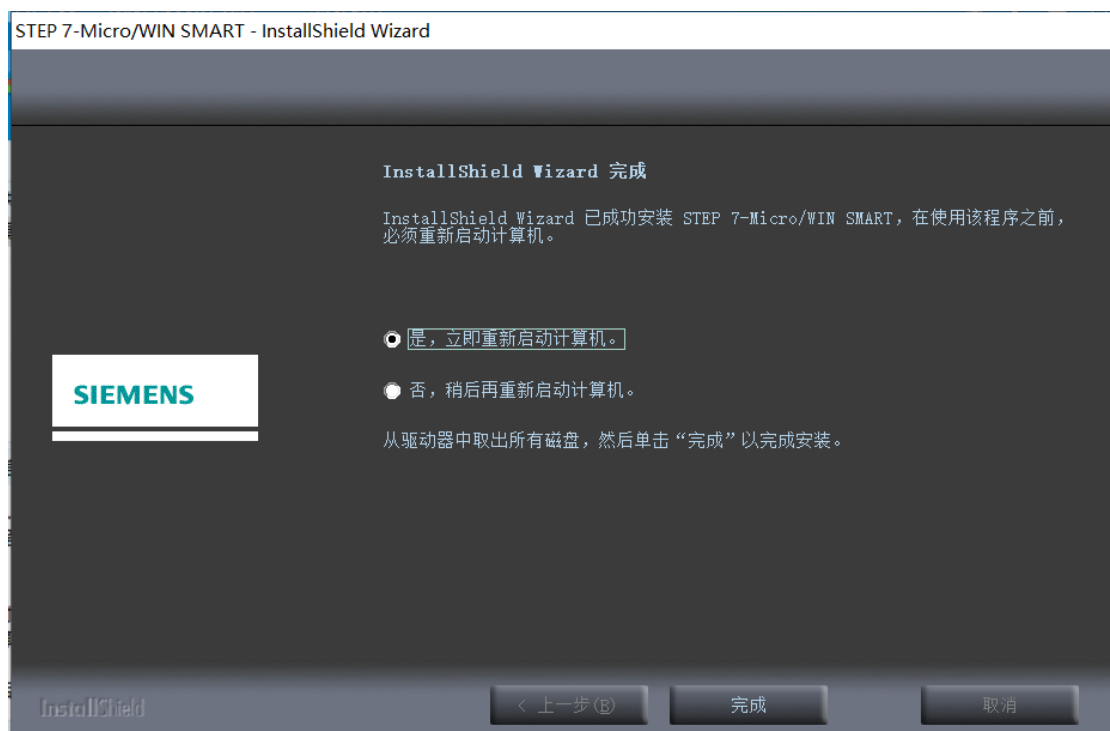 STEP 7-Micro/WIN SMART - InstallShield Wizard
InstallShield Wizard 完成
InstallShield Wizard 已成功安装 STEP 7-Micro/WIN SMART，在使用该程序之前，
必须重新启动计算机。
是，立即重新启动计算机。
否，稍后再重新启动计算机。
SIEMENS
从驱动器中取出所有磁盘，然后单击“完成”以完成安装。
InstallShield
< 上一步(B)
完成
取消